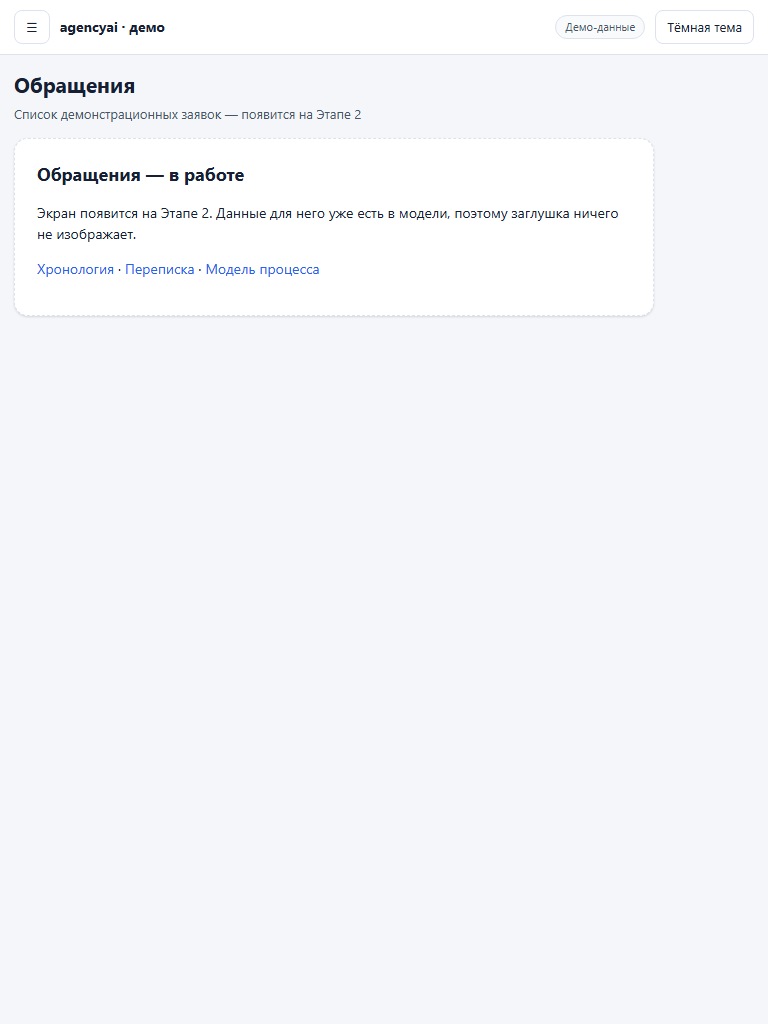 ☰ agencyai · демо Демо-данные Тёмная тема
Обращения
Список демонстрационных заявок — появится на Этапе 2
Обращения — в работе
Экран появится на Этапе 2. Данные для него уже есть в модели, поэтому заглушка ничего
не изображает.
Хронология · Переписка · Модель процесса